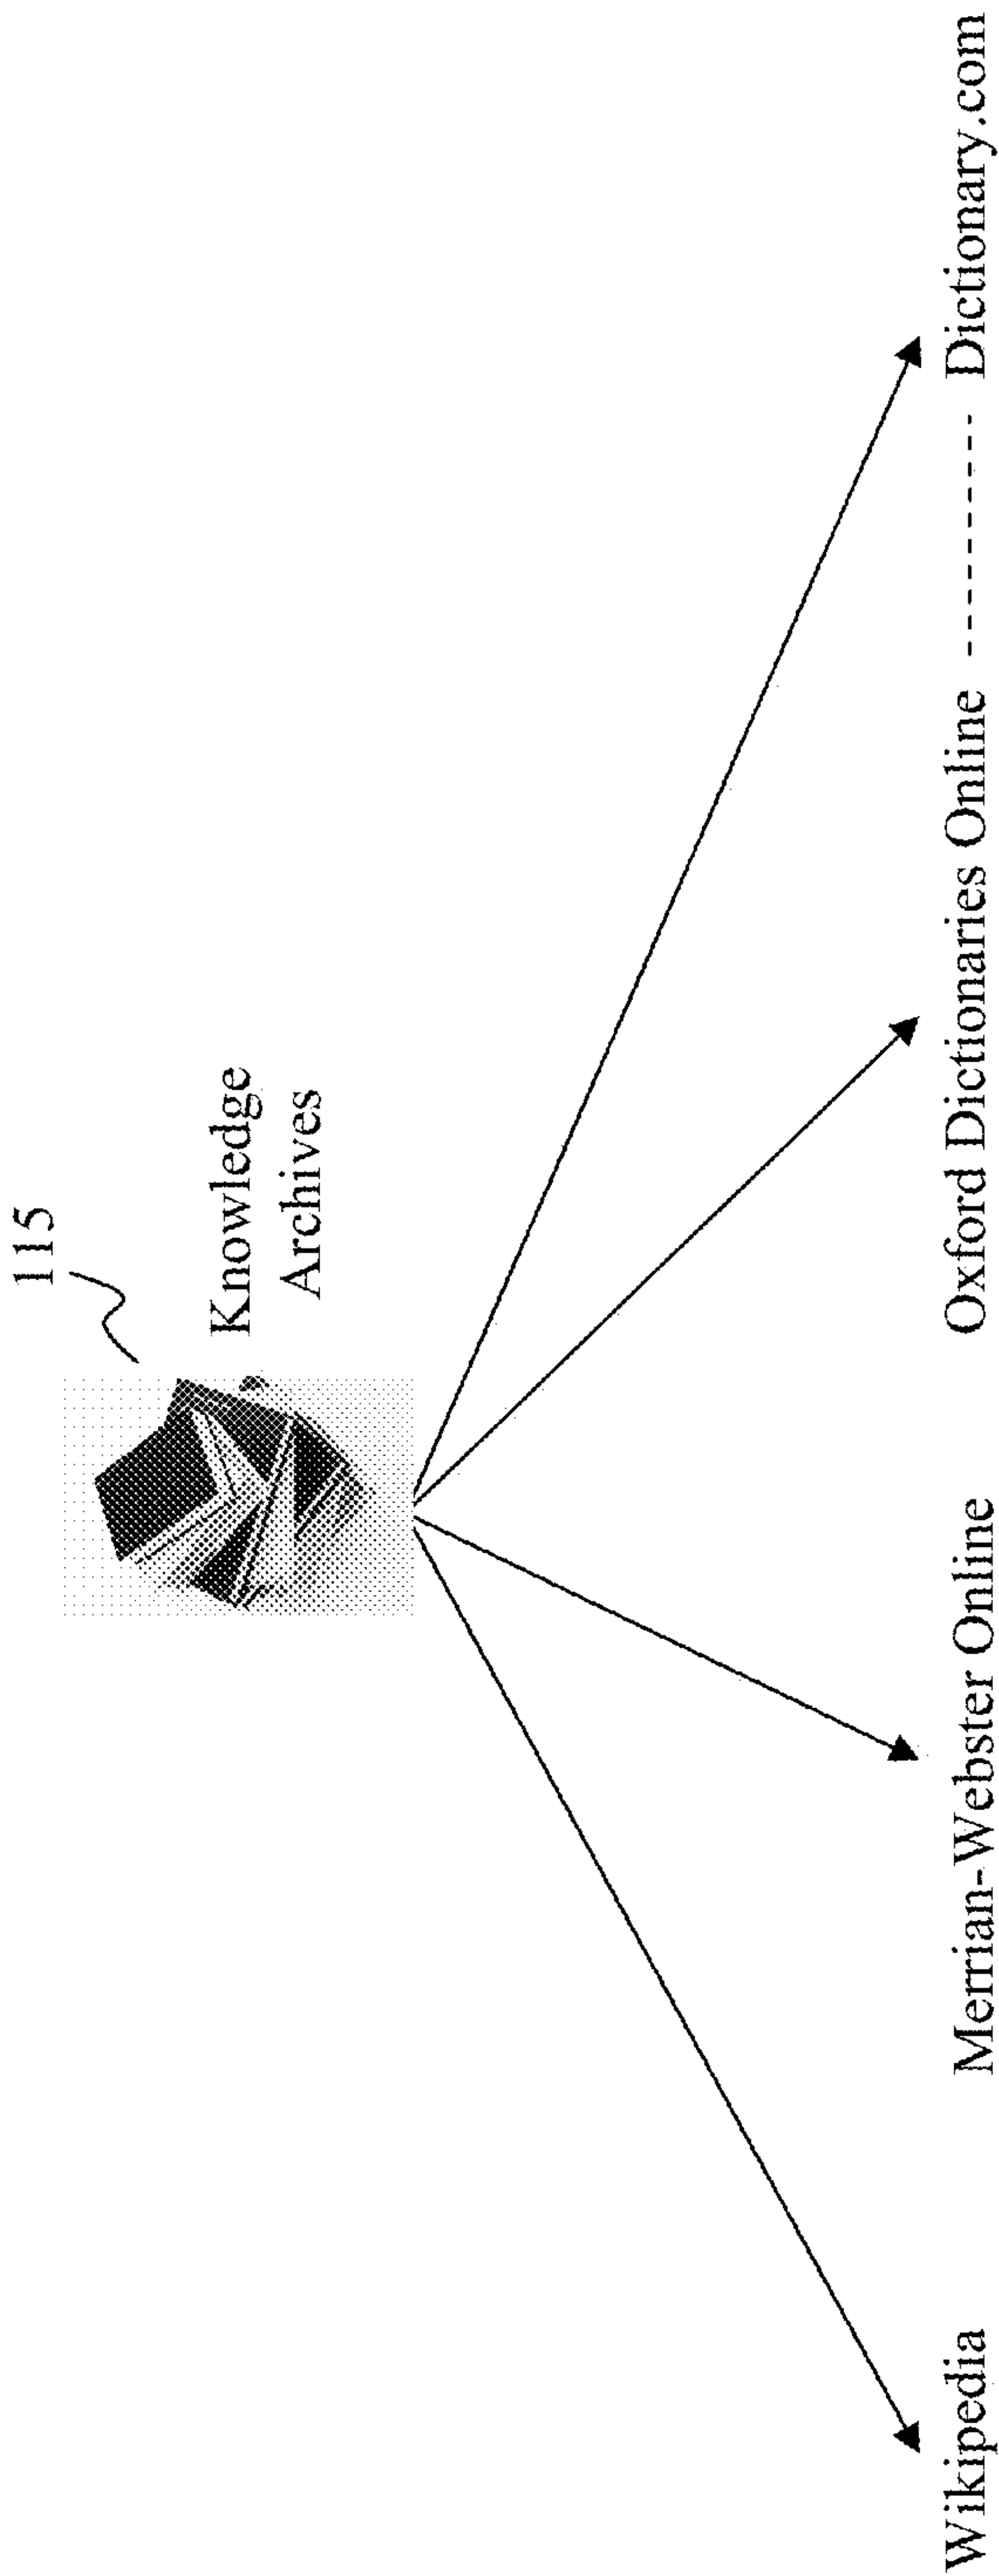 115
Knowledge
Archives
Wikipedia
Merrian-Webster Online
Oxford Dictionaries Online --------- Dictionary.com